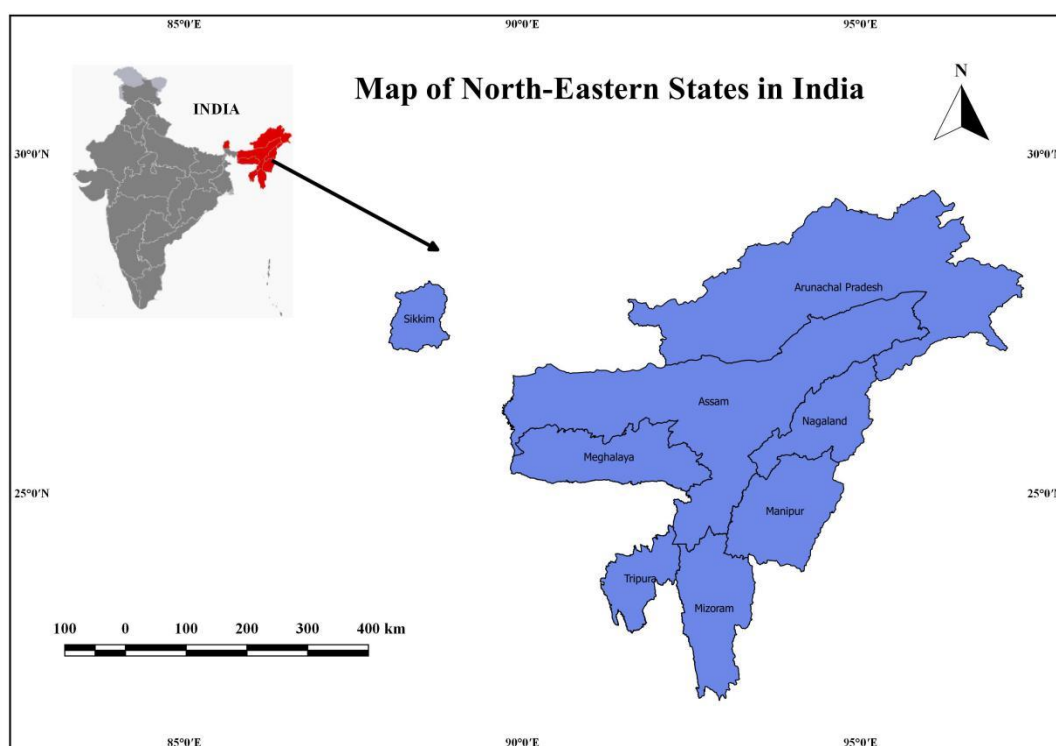 85°0'E 90°0'E 95°0'E
Map of North-Eastern States in India
N
INDIA
30°0'N 30°0'N
Arunachal Pradesh
Sikkim
Assam
Nagaland
Meghalaya
25°0'N 25°0'N
Manipur
Tripura
Mizoram
100 0 100 200 300 400 km
85°0'E 90°0'E 95°0'E